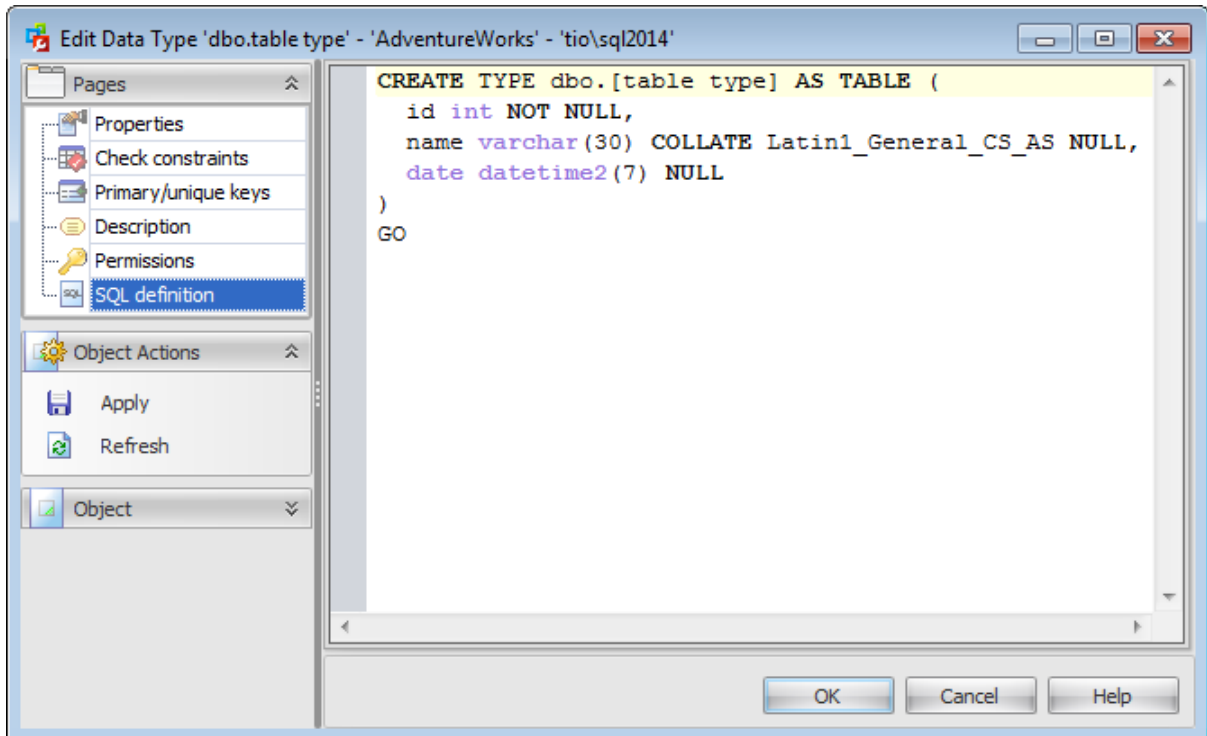 Edit Data Type 'dbo.table type' - 'AdventureWorks' - 'tio\sql2014'
Pages
Properties
Check constraints
Primary/unique keys
Description
Permissions
SQL definition
Object Actions
Apply
Refresh
Object
CREATE TYPE dbo.[table type] AS TABLE (
  id int NOT NULL,
  name varchar(30) COLLATE Latin1_General_CS_AS NULL,
  date datetime2(7) NULL
)
GO
OK Cancel Help